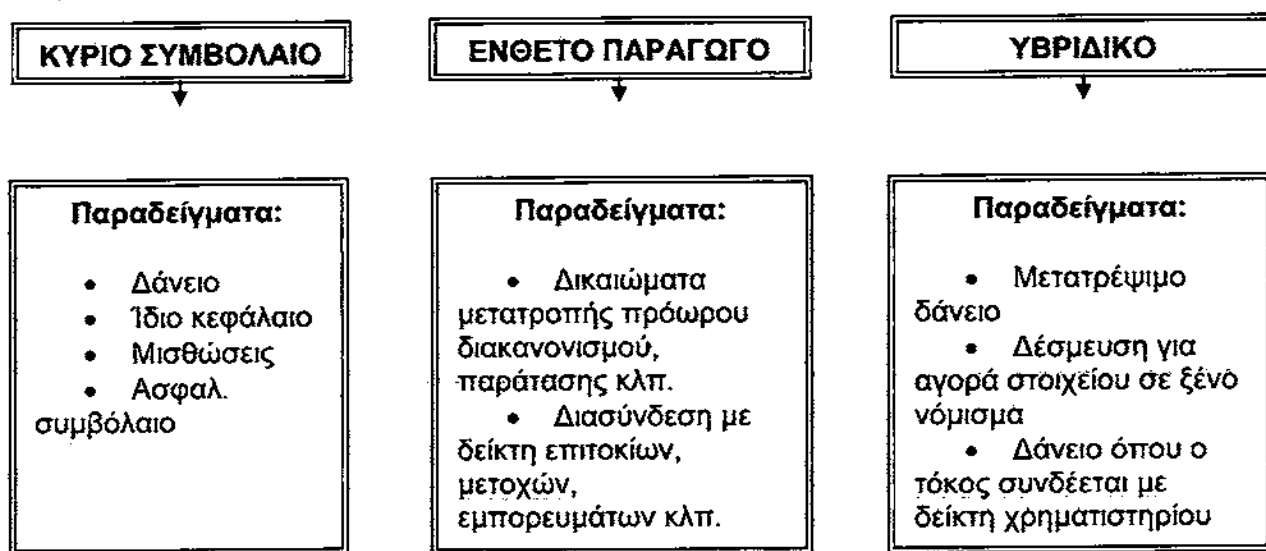 ΚΥΡΙΟ ΣΥΜΒΟΛΑΙΟ
Παραδείγματα:
• Δάνειο
• Ίδιο κεφάλαιο
• Μισθώσεις
• Ασφαλ.
συμβόλαιο
ΕΝΘΕΤΟ ΠΑΡΑΓΩΓΟ
Παραδείγματα:
• Δικαιώματα
μετατροπής πρόωρου
διακανονισμού,
παράτασης κλπ.
• Διασύνδεση με
δείκτη επιτοκίων,
μετοχών,
εμπορευμάτων κλπ.
ΥΒΡΙΔΙΚΟ
Παραδείγματα:
• Μετατρέψιμο
δάνειο
• Δέσμευση για
αγορά στοιχείου σε ξένο
νόμισμα
• Δάνειο όπου ο
τόκος συνδέεται με
δείκτη χρηματιστηρίου